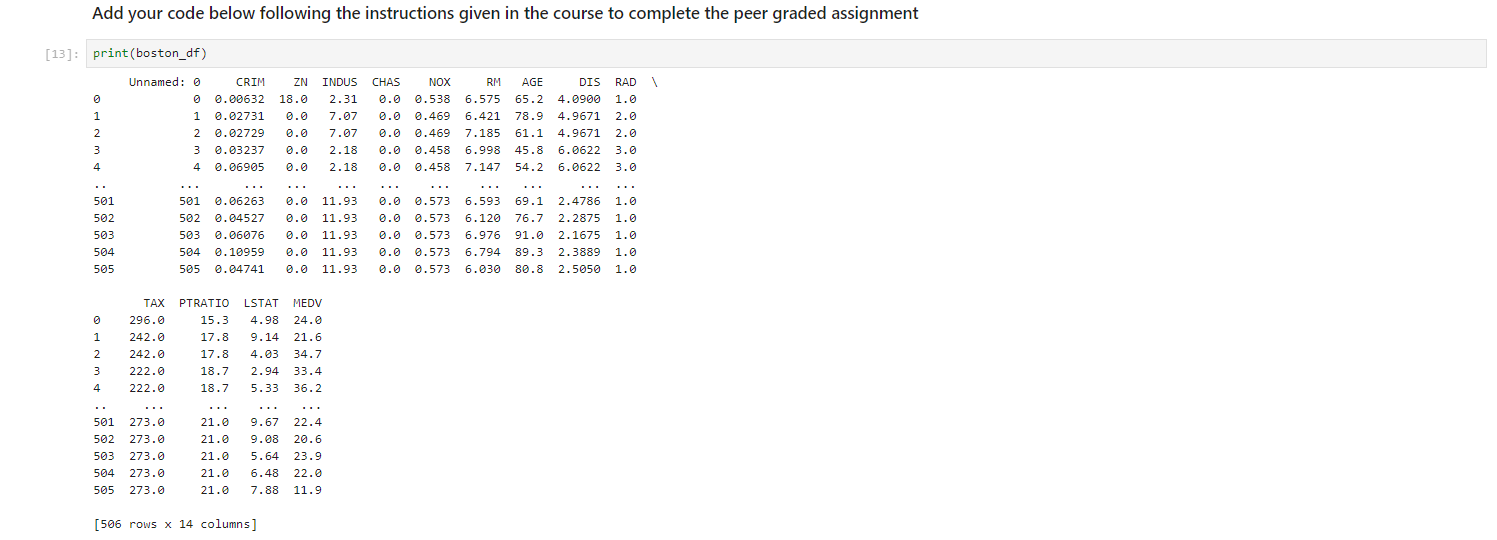 Add your code below following the instructions given in the course to complete the peer graded assignment
[13]: print(boston_df)
Unnamed: 0 CRIM ZN INDUS CHAS NOX RM AGE DIS RAD \
0 0 0.00632 18.0 2.31 0.0 0.538 6.575 65.2 4.0900 1.0
1 1 0.02731 0.0 7.07 0.0 0.469 6.421 78.9 4.9671 2.0
2 2 0.02729 0.0 7.07 0.0 0.469 7.185 61.1 4.9671 2.0
3 3 0.03237 0.0 2.18 0.0 0.458 6.998 45.8 6.0622 3.0
4 4 0.06905 0.0 2.18 0.0 0.458 7.147 54.2 6.0622 3.0
.. ... ... ... ... ... ... ... ... ... ...
501 501 0.06263 0.0 11.93 0.0 0.573 6.593 69.1 2.4786 1.0
502 502 0.04527 0.0 11.93 0.0 0.573 6.120 76.7 2.2875 1.0
503 503 0.06076 0.0 11.93 0.0 0.573 6.976 91.0 2.1675 1.0
504 504 0.10959 0.0 11.93 0.0 0.573 6.794 89.3 2.3889 1.0
505 505 0.04741 0.0 11.93 0.0 0.573 6.030 80.8 2.5050 1.0
TAX PTRATIO LSTAT MEDV
0 296.0 15.3 4.98 24.0
1 242.0 17.8 9.14 21.6
2 242.0 17.8 4.03 34.7
3 222.0 18.7 2.94 33.4
4 222.0 18.7 5.33 36.2
.. ... ... ... ...
501 273.0 21.0 9.67 22.4
502 273.0 21.0 9.08 20.6
503 273.0 21.0 5.64 23.9
504 273.0 21.0 6.48 22.0
505 273.0 21.0 7.88 11.9
[506 rows x 14 columns]